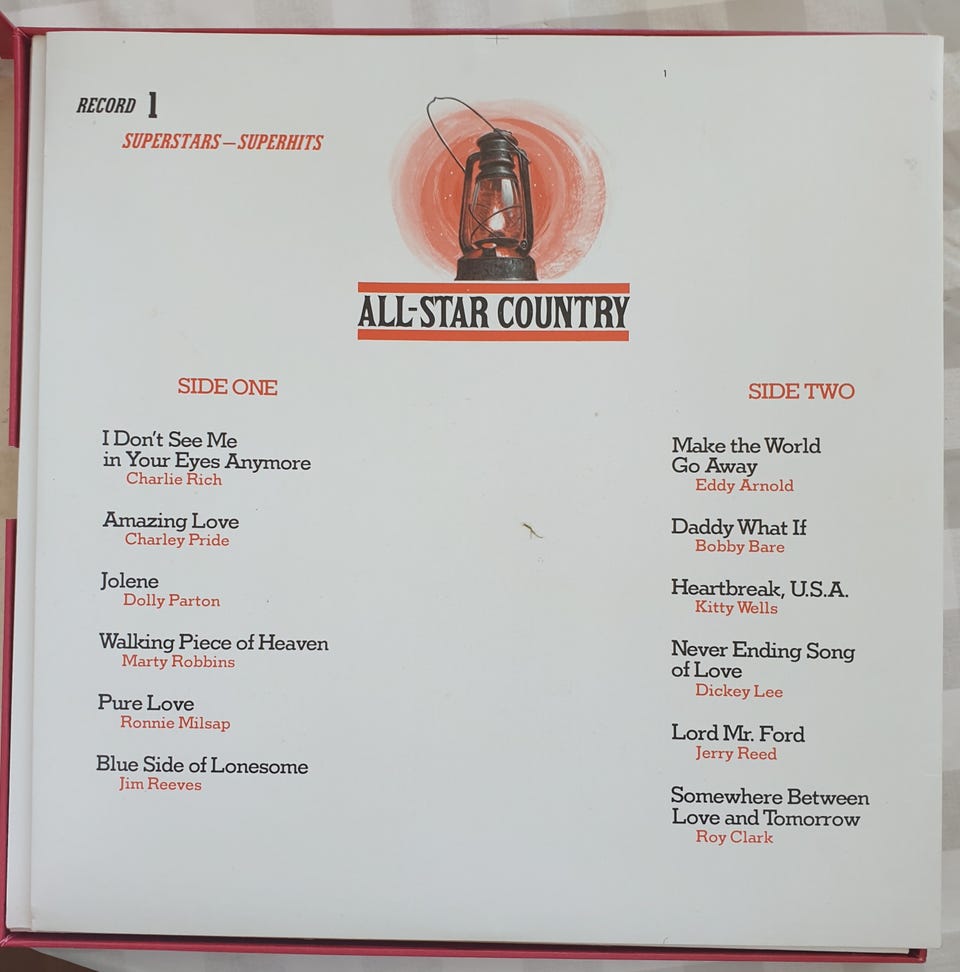 1
RECORD 1
SUPERSTARS—SUPERHITS
ALL-STAR COUNTRY
SIDE ONE
I Don't See Me
in Your Eyes Anymore
Charlie Rich
Amazing Love
Charley Pride
Jolene
Dolly Parton
Walking Piece of Heaven
Marty Robbins
Pure Love
Ronnie Milsap
Blue Side of Lonesome
Jim Reeves
SIDE TWO
Make the World
Go Away
Eddy Arnold
Daddy What If
Bobby Bare
Heartbreak, U.S.A.
Kitty Wells
Never Ending Song
of Love
Dickey Lee
Lord Mr. Ford
Jerry Reed
Somewhere Between
Love and Tomorrow
Roy Clark